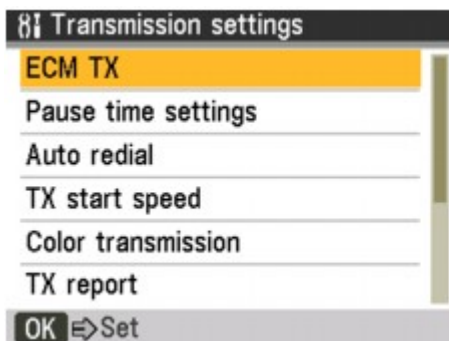 Transmission settings
ECM TX
Pause time settings
Auto redial
TX start speed
Color transmission
TX report
OK Set